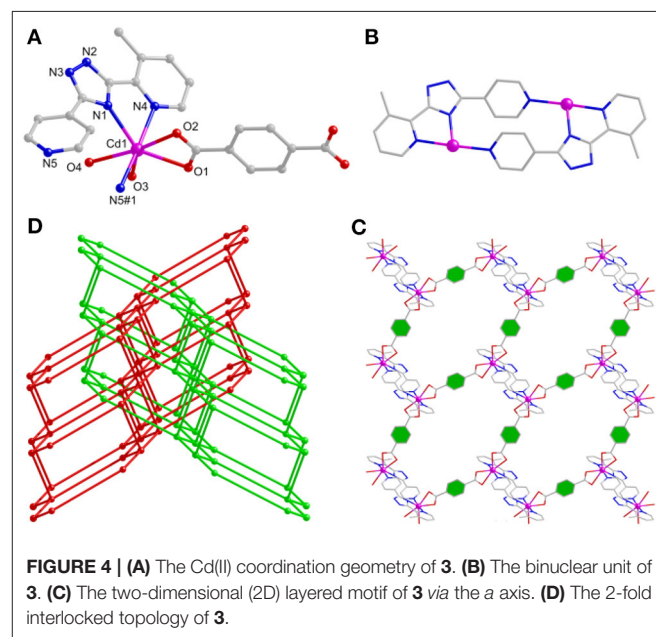 A
B
N2
N3
N1
N4
O2
Cd1
N5
O4
O3
O1
N5#1
D
C
FIGURE 4 | (A) The Cd(II) coordination geometry of 3. (B) The binuclear unit of
3. (C) The two-dimensional (2D) layered motif of 3 via the a axis. (D) The 2-fold
interlocked topology of 3.